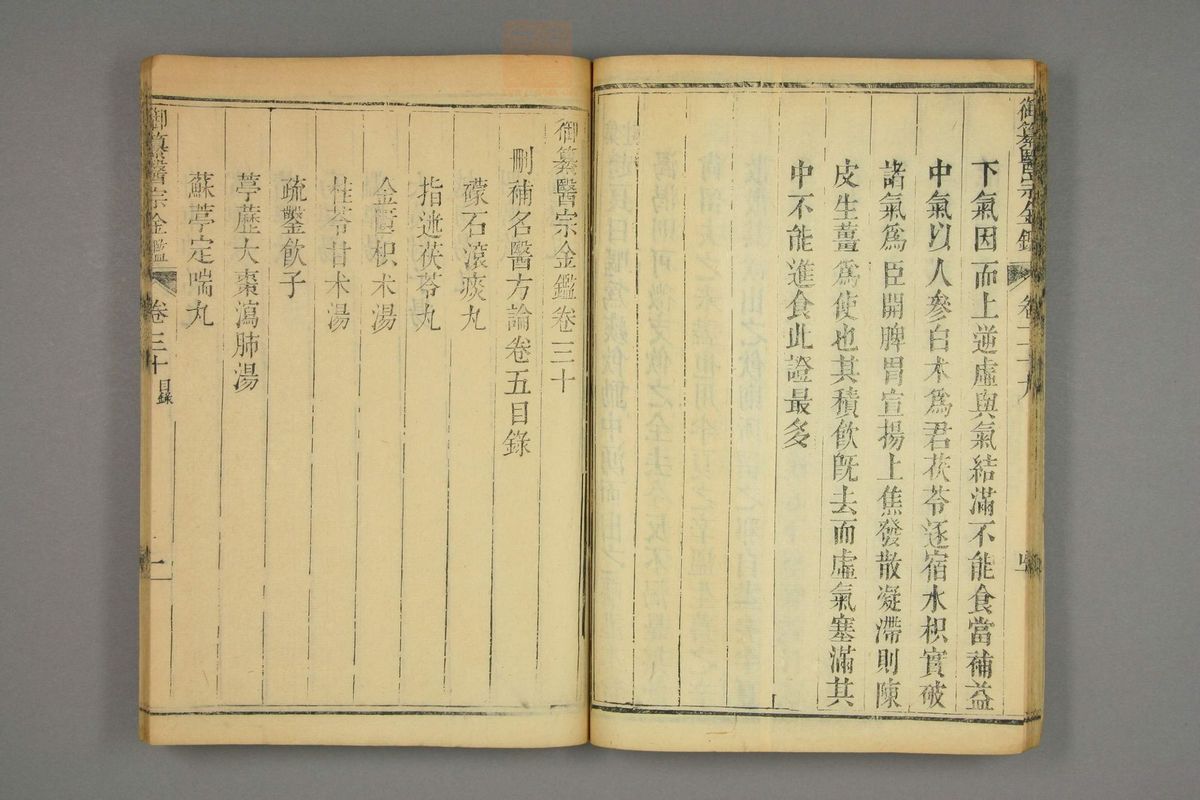 御纂醫宗金鑑 卷二十九
下氣因而上逆虛與氣結滿不能食當補益
中氣以人參白术爲君茯苓逐宿水枳實破
諸氣爲臣開脾胃宣揚上焦發散凝滯則陳
皮生薑爲使也其積飲旣去而虛氣塞滿其
中不能進食此證最多
御纂醫宗金鑑卷三十
刪補名醫方論卷五目錄
礞石滾痰丸
指迷茯苓丸
金匱枳术湯
桂苓甘术湯
疏鑿飲子
葶藶大棗瀉肺湯
蘇葶定喘丸
御纂醫宗金鑑 卷三十 目錄 一